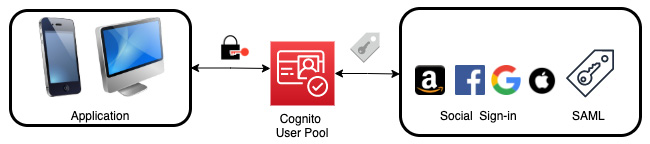 Application
Cognito
User Pool
Social Sign-in
SAML